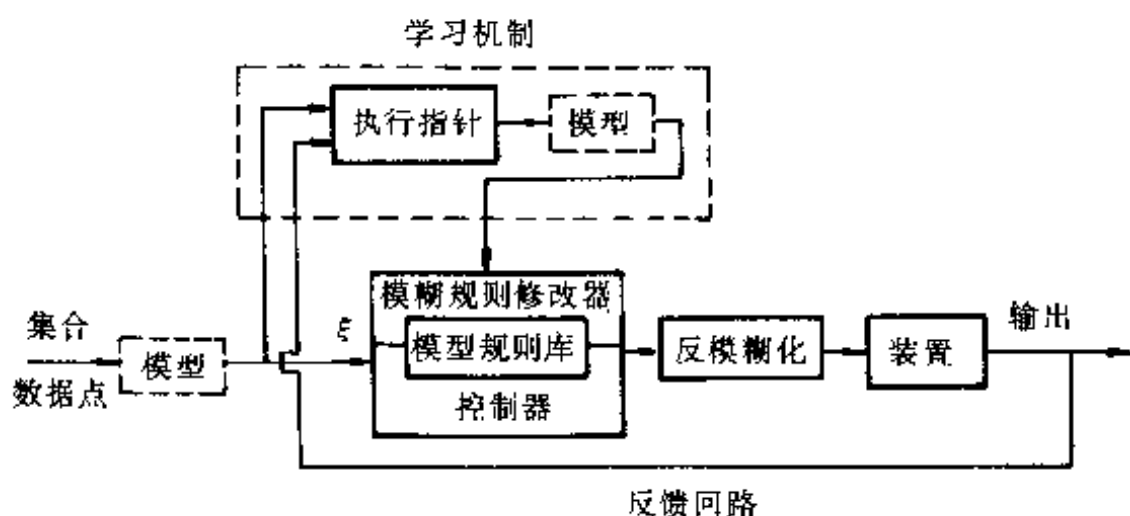 学习机制
执行指针
模型
模糊规则修改器
集合
ξ
模型规则库
反模糊化
装置
输出
模型
数据点
控制器
反馈回路